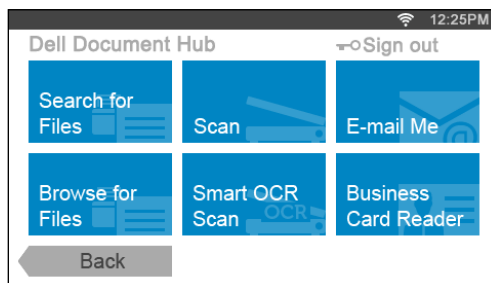 12:25PM
Dell Document Hub
Sign out
Search for
Files
Scan
E-mail Me
@
Browse for
Files
Smart OCR
Scan
OCR
Business
Card Reader
Back